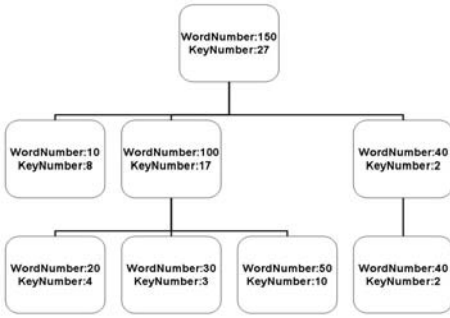 WordNumber:150
KeyNumber:27
WordNumber:10
KeyNumber:8
WordNumber:100
KeyNumber:17
WordNumber:40
KeyNumber:2
WordNumber:20
KeyNumber:4
WordNumber:30
KeyNumber:3
WordNumber:50
KeyNumber:10
WordNumber:40
KeyNumber:2